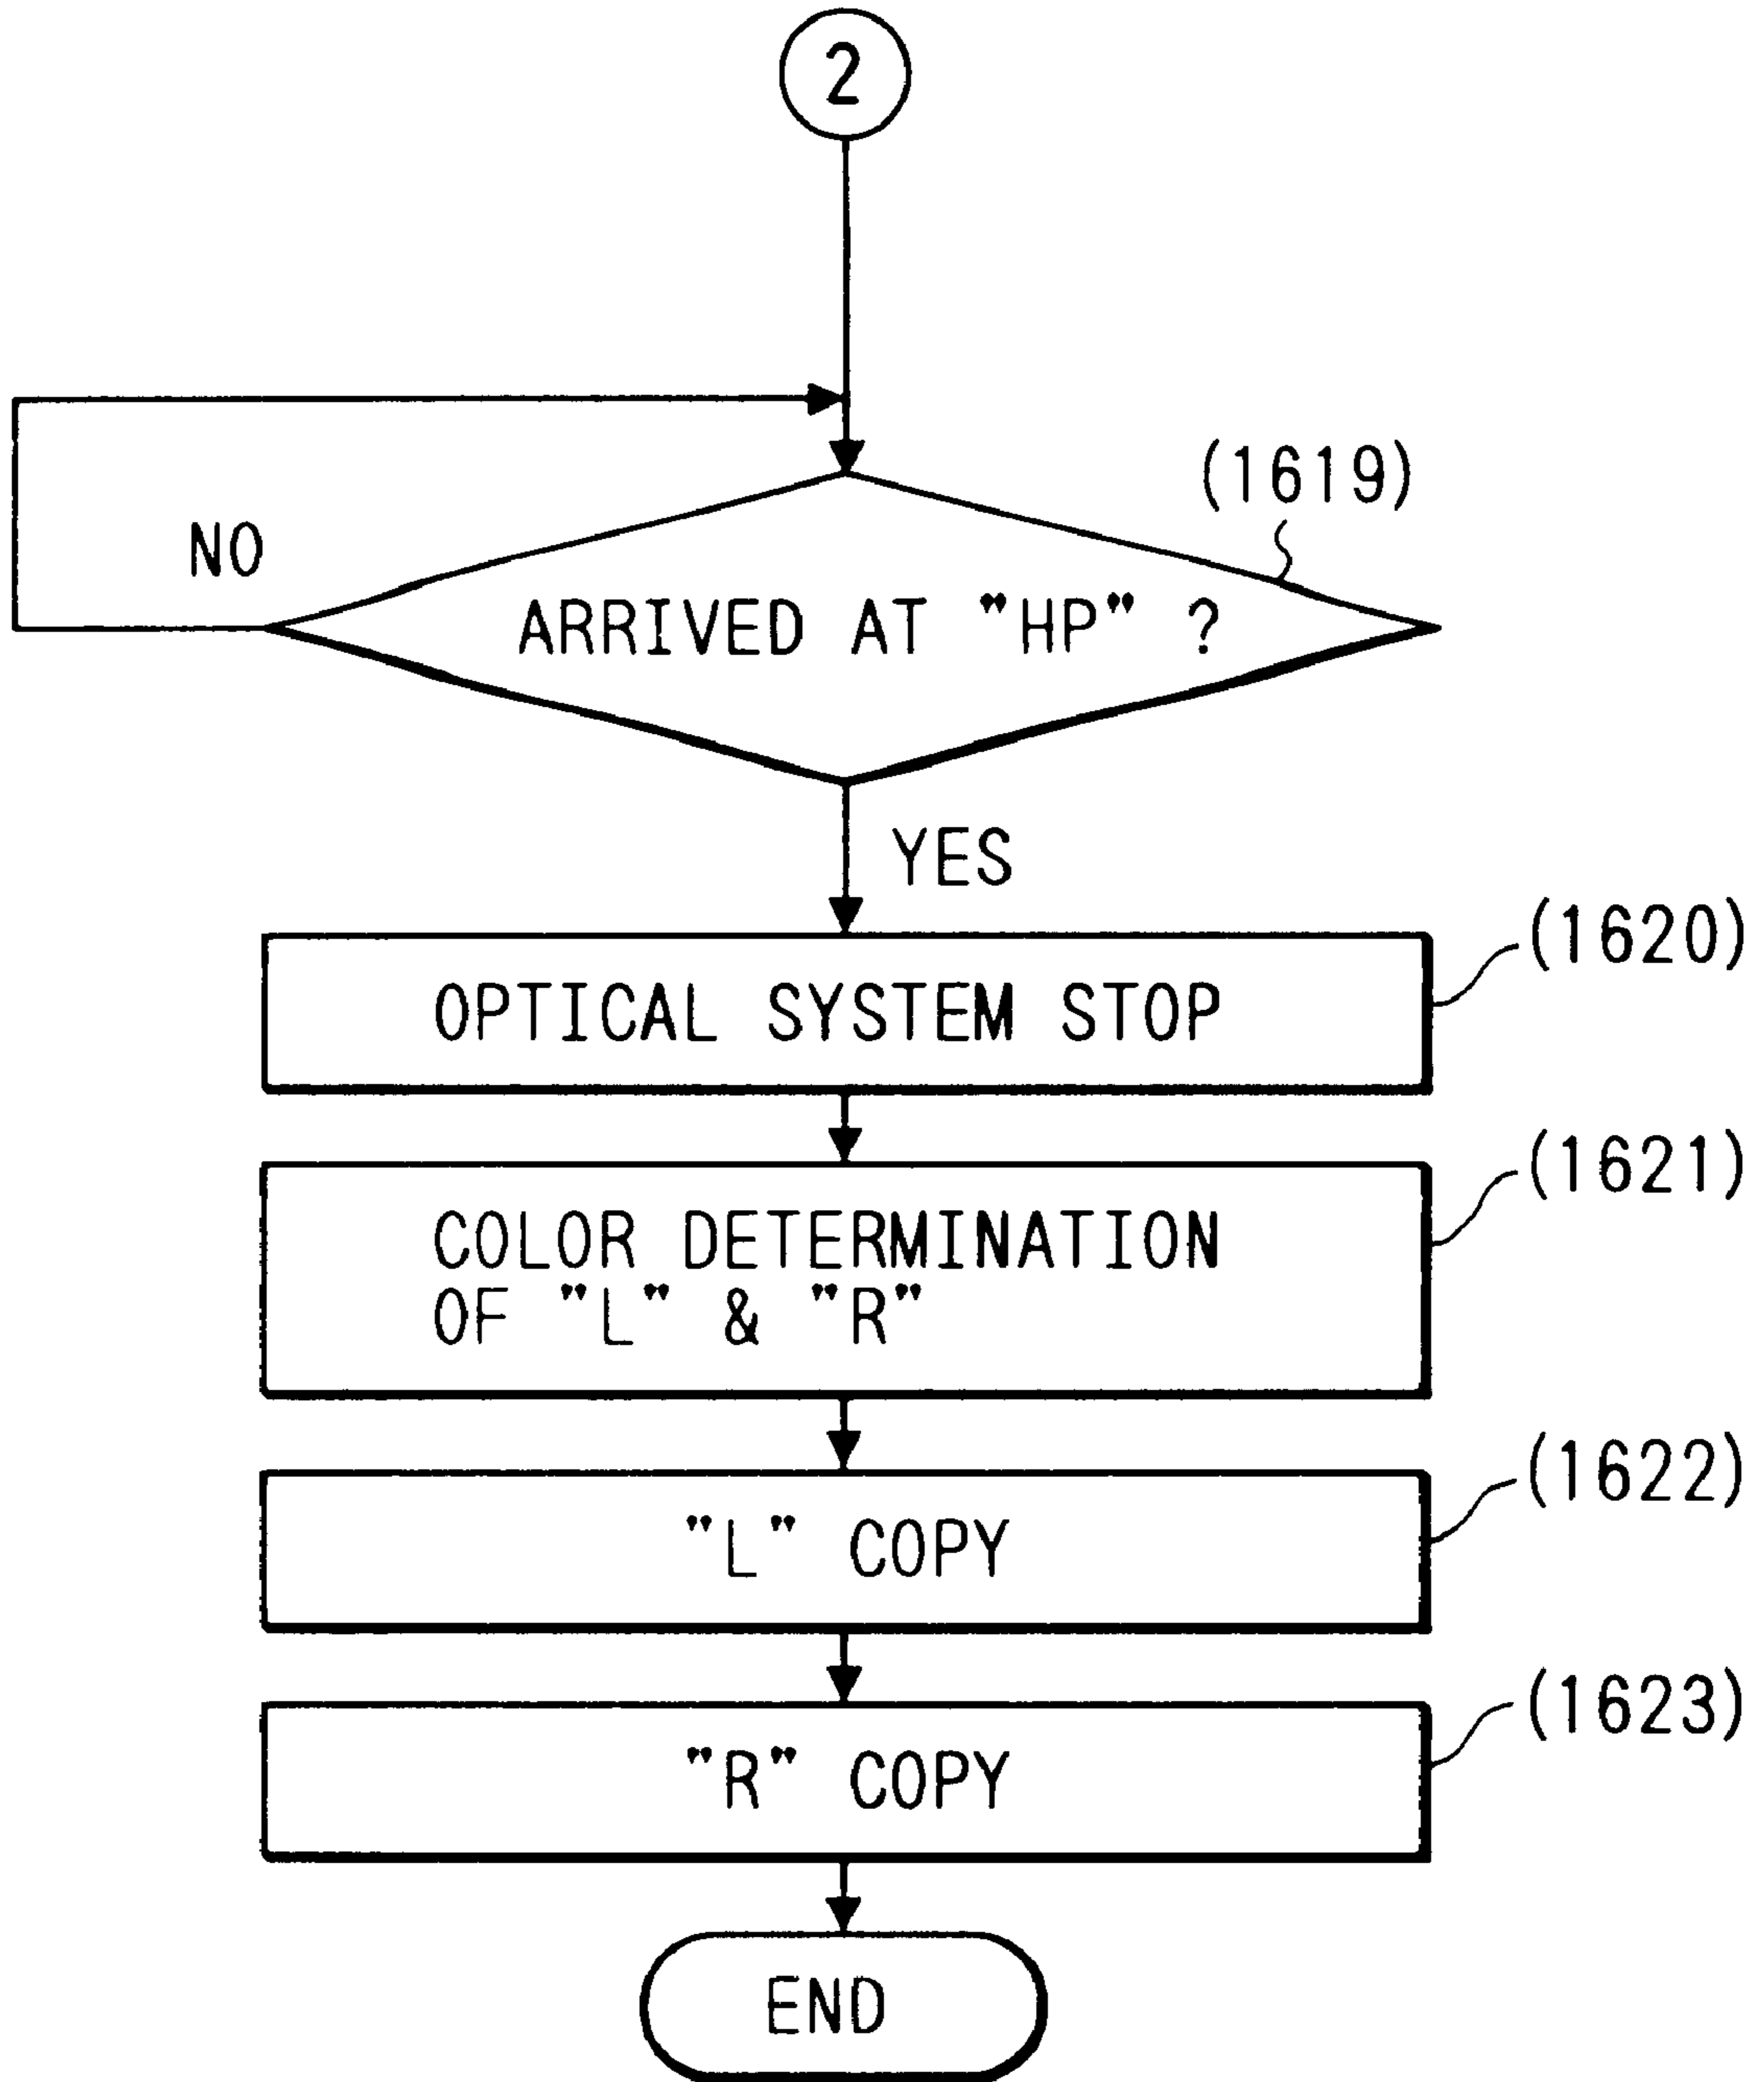 2
(1619)
NO
ARRIVED AT "HP" ?
YES
(1620)
OPTICAL SYSTEM STOP
(1621)
COLOR DETERMINATION
OF "L" & "R"
(1622)
"L" COPY
(1623)
"R" COPY
END